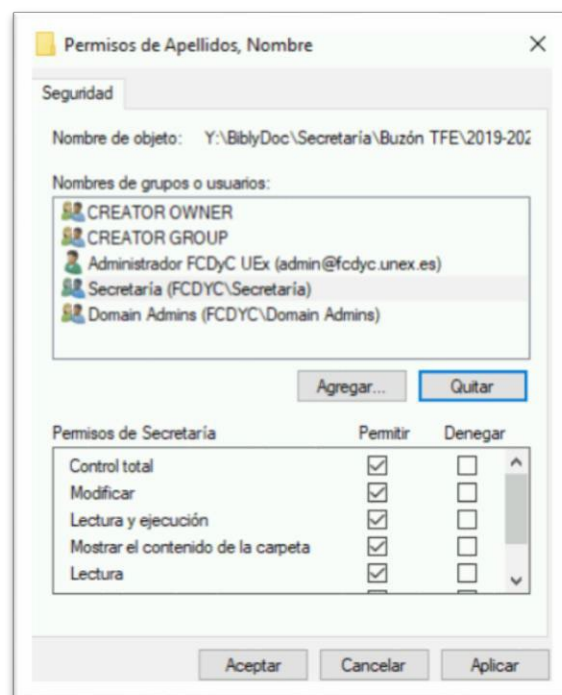 Permisos de Apellidos, Nombre
Seguridad
Nombre de objeto: Y:\BiblyDoc\Secretaría\Buzón TFE\2019-202
Nombres de grupos o usuarios:
CREATOR OWNER
CREATOR GROUP
Administrador FCDyC UEx (admin@fcdyc.unex.es)
Secretaría (FCDYC\Secretaría)
Domain Admins (FCDYC\Domain Admins)
Agregar... Quitar
Permisos de Secretaría Permitir Denegar
Control total
Modificar
Lectura y ejecución
Mostrar el contenido de la carpeta
Lectura
Aceptar Cancelar Aplicar